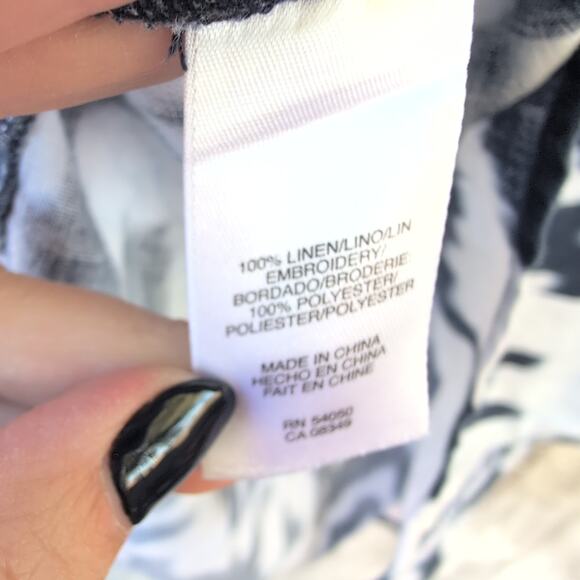 100% LINEN/LINO/LIN
EMBROIDERY/
BORDADO/BRODERIE:
100% POLYESTER/
POLIESTER/POLYESTER
MADE IN CHINA
HECHO EN CHINA
FAIT EN CHINE
RN 54050
CA 08349